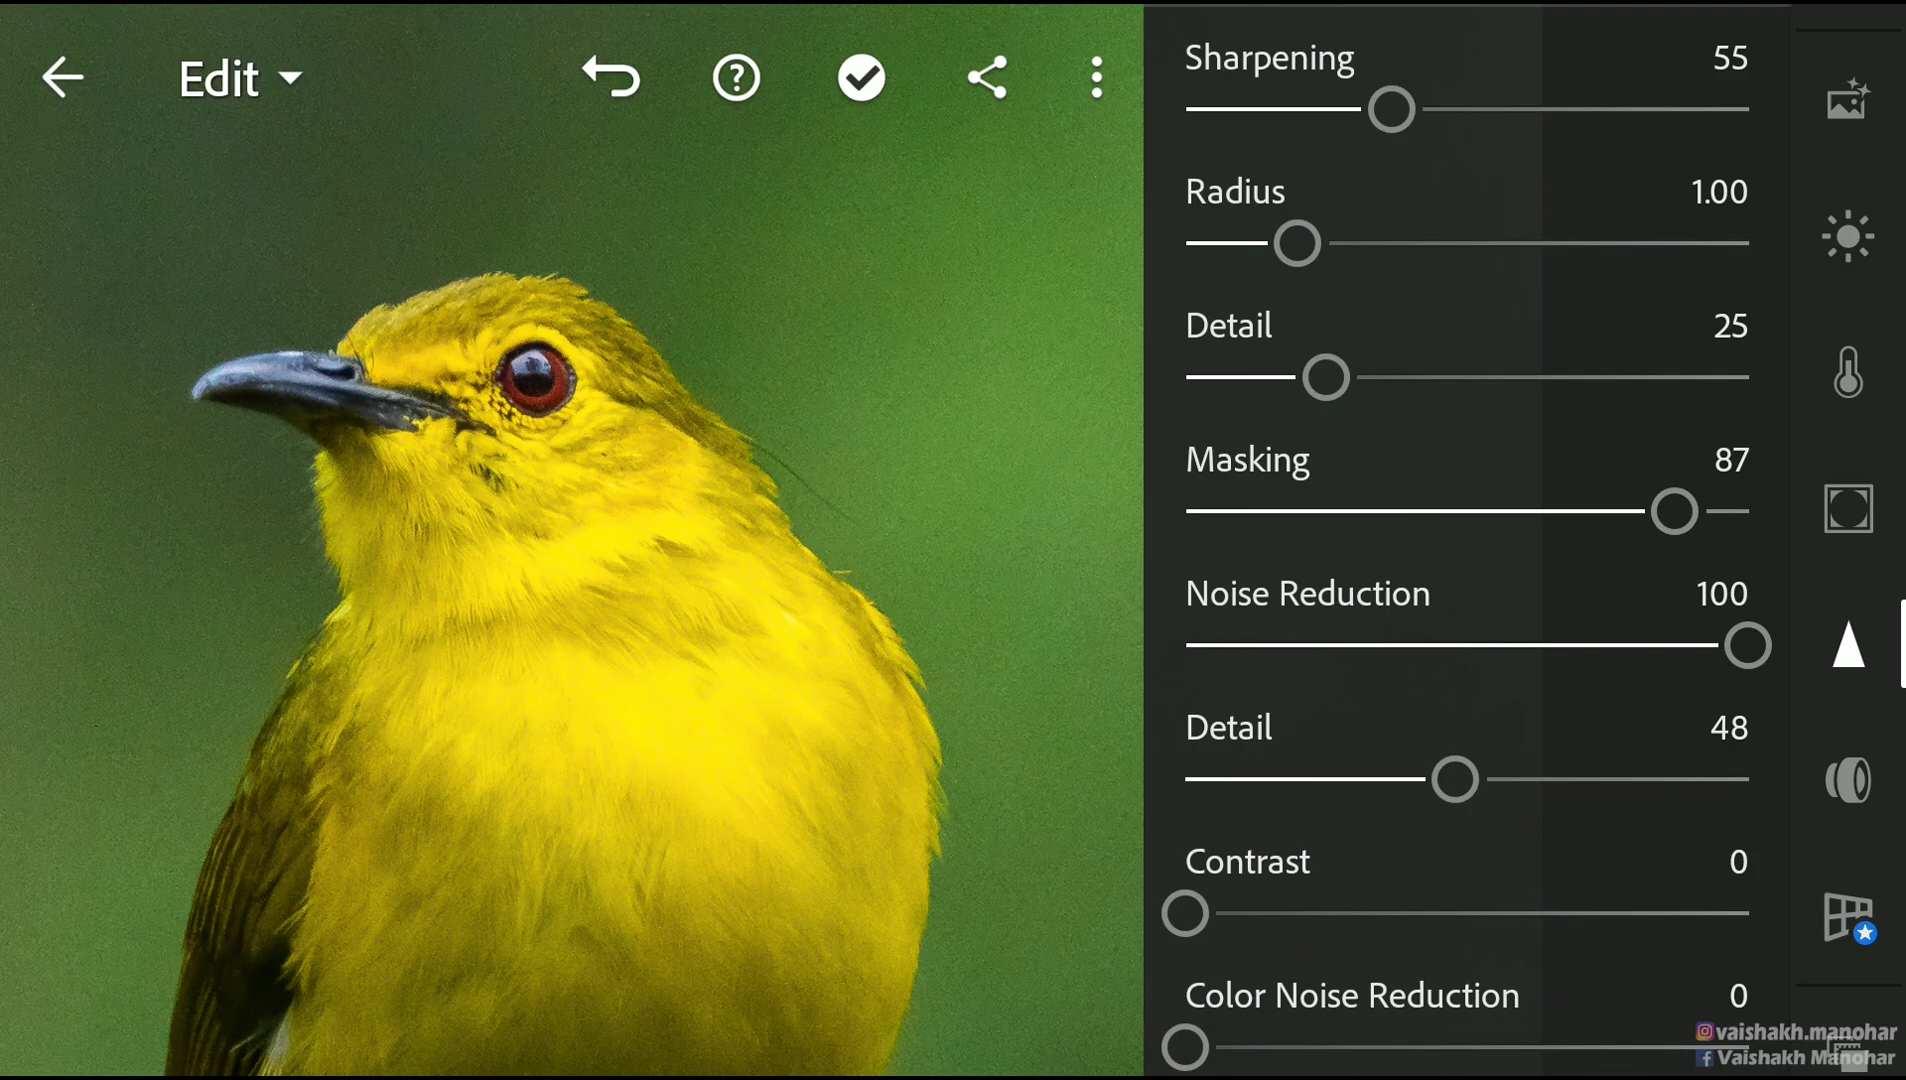 Edit
Sharpening 55
Radius 1.00
Detail 25
Masking 87
Noise Reduction 100
Detail 48
Contrast 0
Color Noise Reduction 0
vaishakh.manohar
Vaishakh Manohar